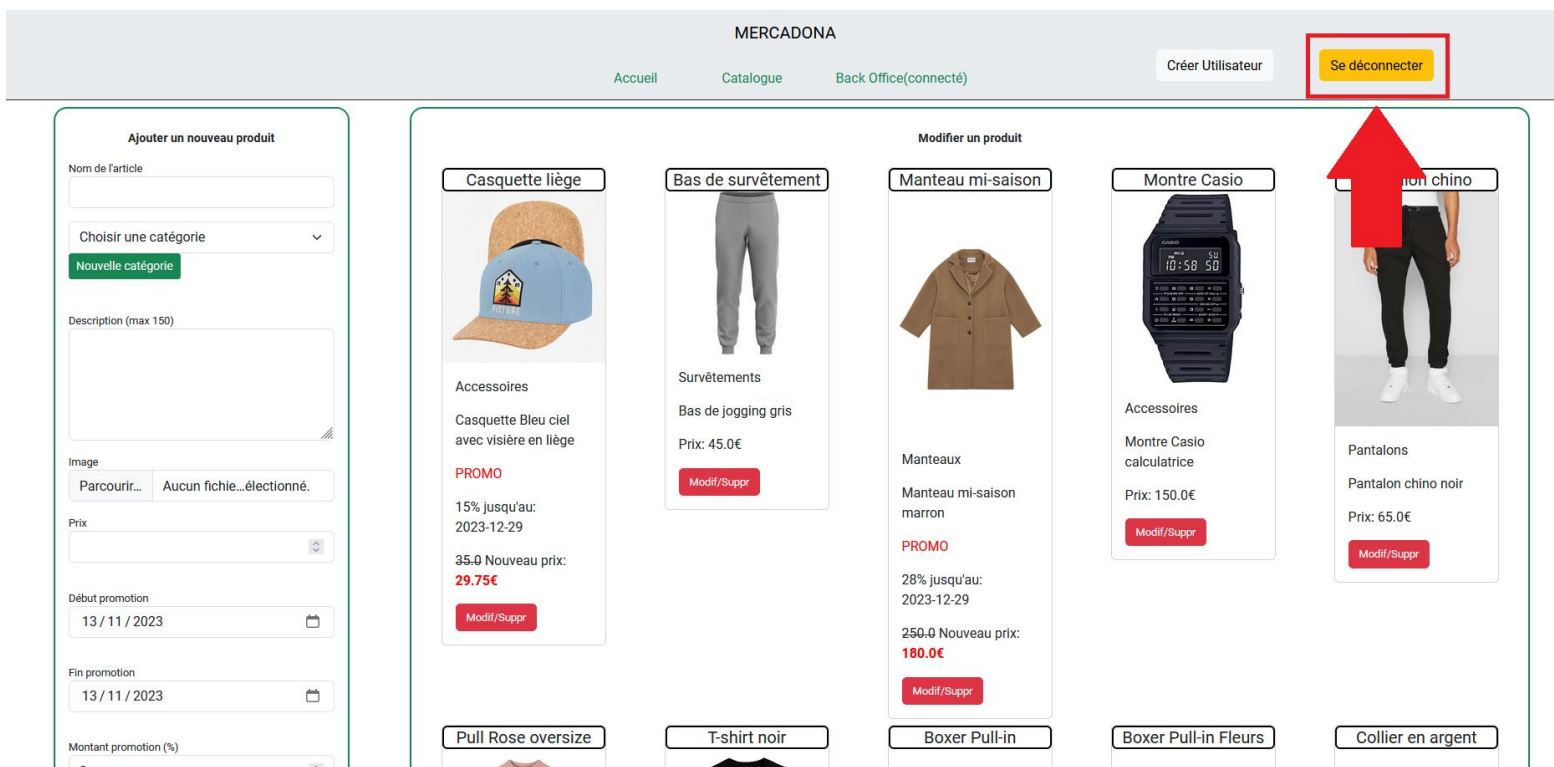 MERCADONA
Accueil
Catalogue
Back Office(connecté)
Créer Utilisateur
Se déconnecter
Ajouter un nouveau produit
Nom de l'article
Choisir une catégorie
Nouvelle catégorie
Description (max 150)
Image
Parcourir... Aucun fichie...électionné.
Prix
Début promotion
13/11/2023
Fin promotion
13/11/2023
Montant promotion (%)
Modifier un produit
Casquette liège
PICTURE
Accessoires
Casquette Bleu ciel
avec visière en liège
PROMO
15% jusqu'au:
2023-12-29
35.0 Nouveau prix:
29.75€
Modif/Suppr
Bas de survêtement
Survêtements
Bas de jogging gris
Prix: 45.0€
Modif/Suppr
Manteau mi-saison
Manteaux
Manteau mi-saison
marron
PROMO
28% jusqu'au:
2023-12-29
250.0 Nouveau prix:
180.0€
Modif/Suppr
Montre Casio
CASIO
10:58 50
Accessoires
Montre Casio
calculatrice
Prix: 150.0€
Modif/Suppr
chino
Pantalons
Pantalon chino noir
Prix: 65.0€
Modif/Suppr
Pull Rose oversize
T-shirt noir
Boxer Pull-in
Boxer Pull-in Fleurs
Collier en argent